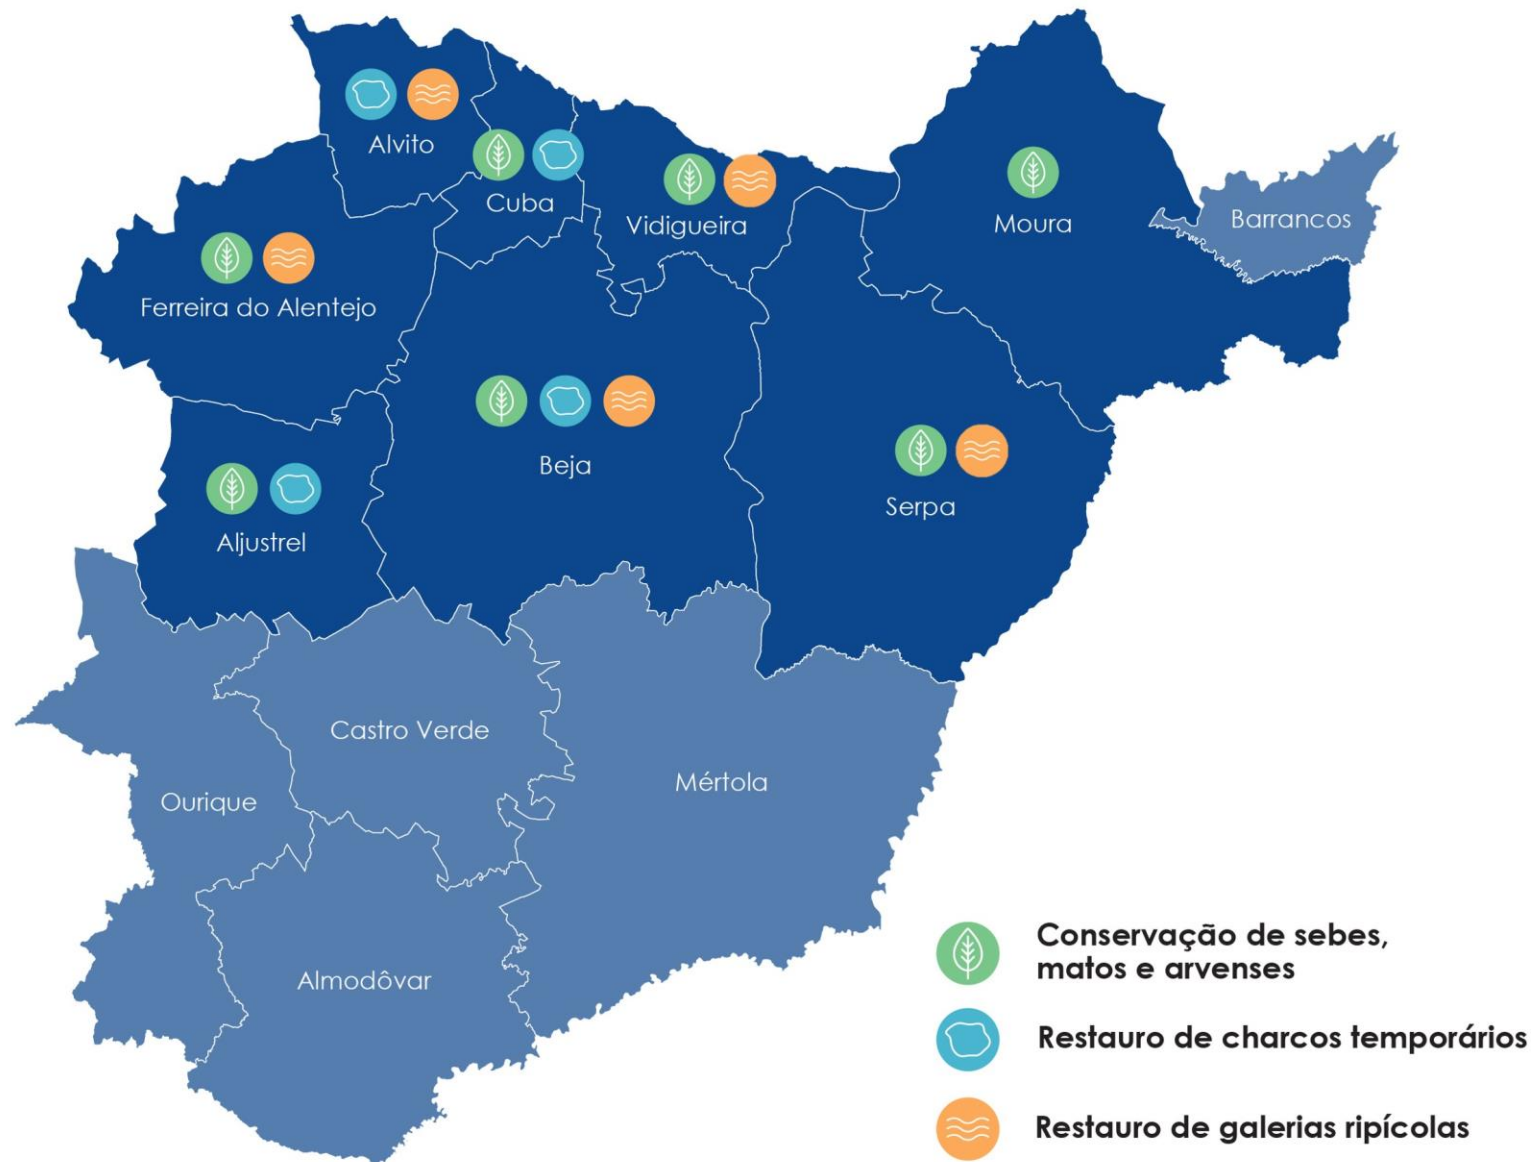 Alvito
Cuba
Vidigueira
Moura
Barrancos
Ferreira do Alentejo
Beja
Serpa
Aljustrel
Castro Verde
Mértola
Ourique
Almodôvar
Conservação de sebes,
matos e arvenses
Restauro de charcos temporários
Restauro de galerias ripícolas